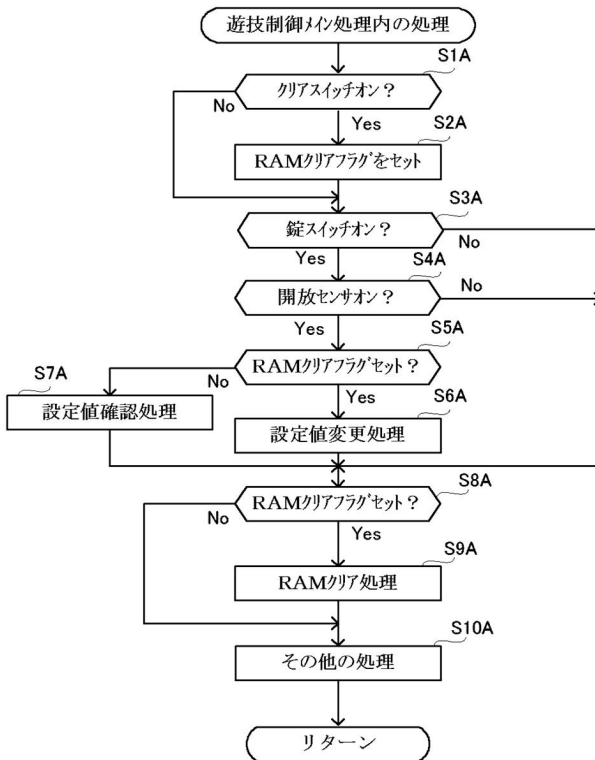 遊技制御メイン処理内の処理
S1A
クリアスイッチオン?
No
Yes
S2A
RAMクリアフラグをセット
S3A
錠スイッチオン?
No
Yes
S4A
開放センサオン?
No
Yes
S5A
RAMクリアフラグセット?
No
S7A
Yes
S6A
設定値確認処理
設定値変更処理
S8A
RAMクリアフラグセット?
No
Yes
S9A
RAMクリア処理
S10A
その他の処理
リターン